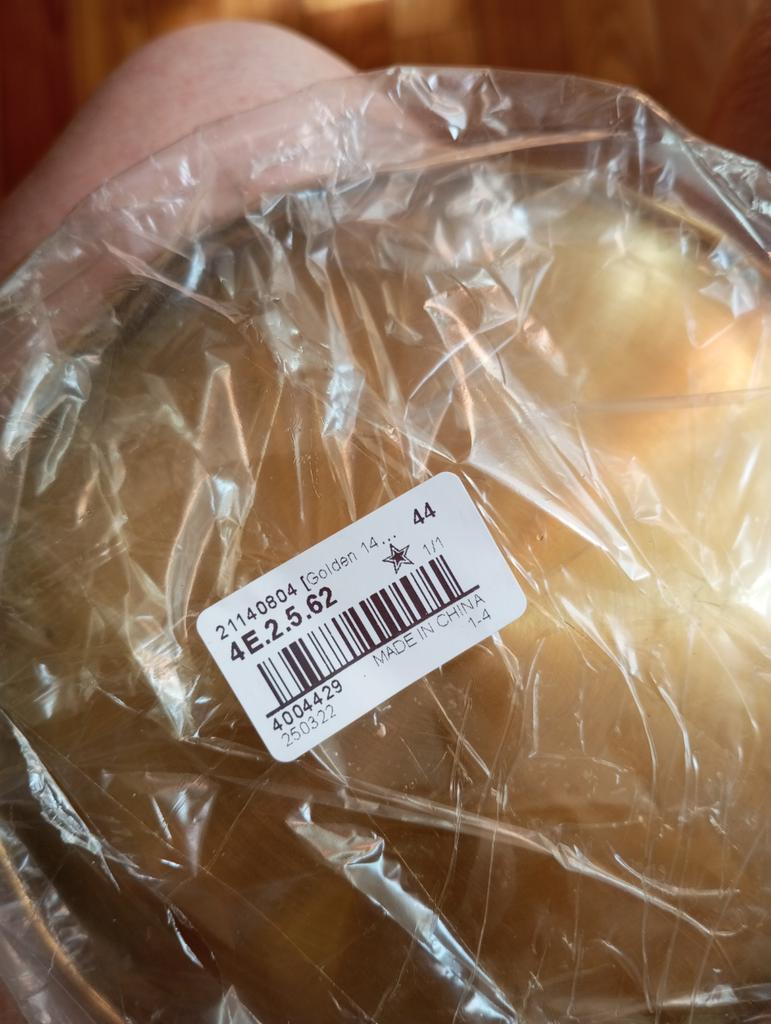 21140804 [Golden 14... 44
4E.2.5.62 1/1
MADE IN CHINA
4004429 1-4
250322